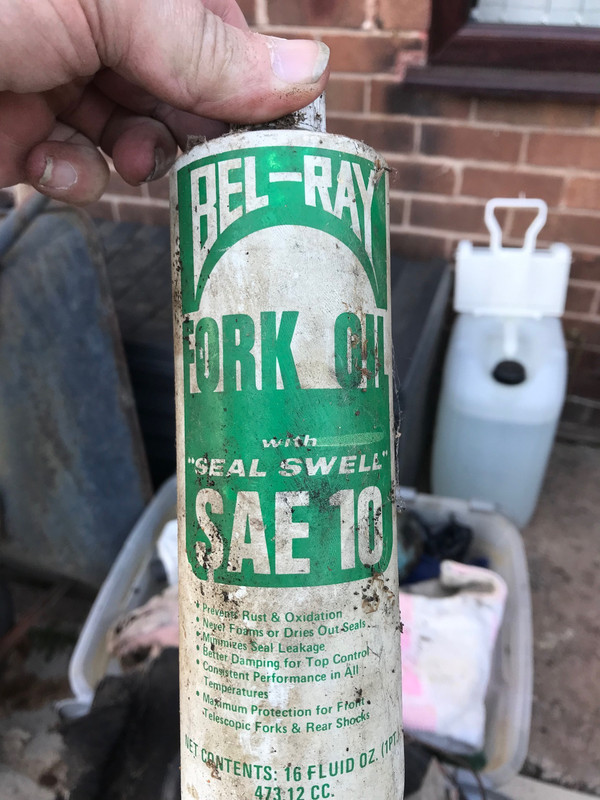 BEL-RAY
FORK OIL
with
"SEAL SWELL"
SAE 10
• Prevents Rust & Oxidation
• Never Foams or Dries Out Seals
• Minimizes Seal Leakage
• Better Damping for Top Control
• Consistent Performance in All
Temperatures
• Maximum Protection for Front
Telescopic Forks & Rear Shocks
NET CONTENTS: 16 FLUID OZ. (1PT.
473.12 CC.